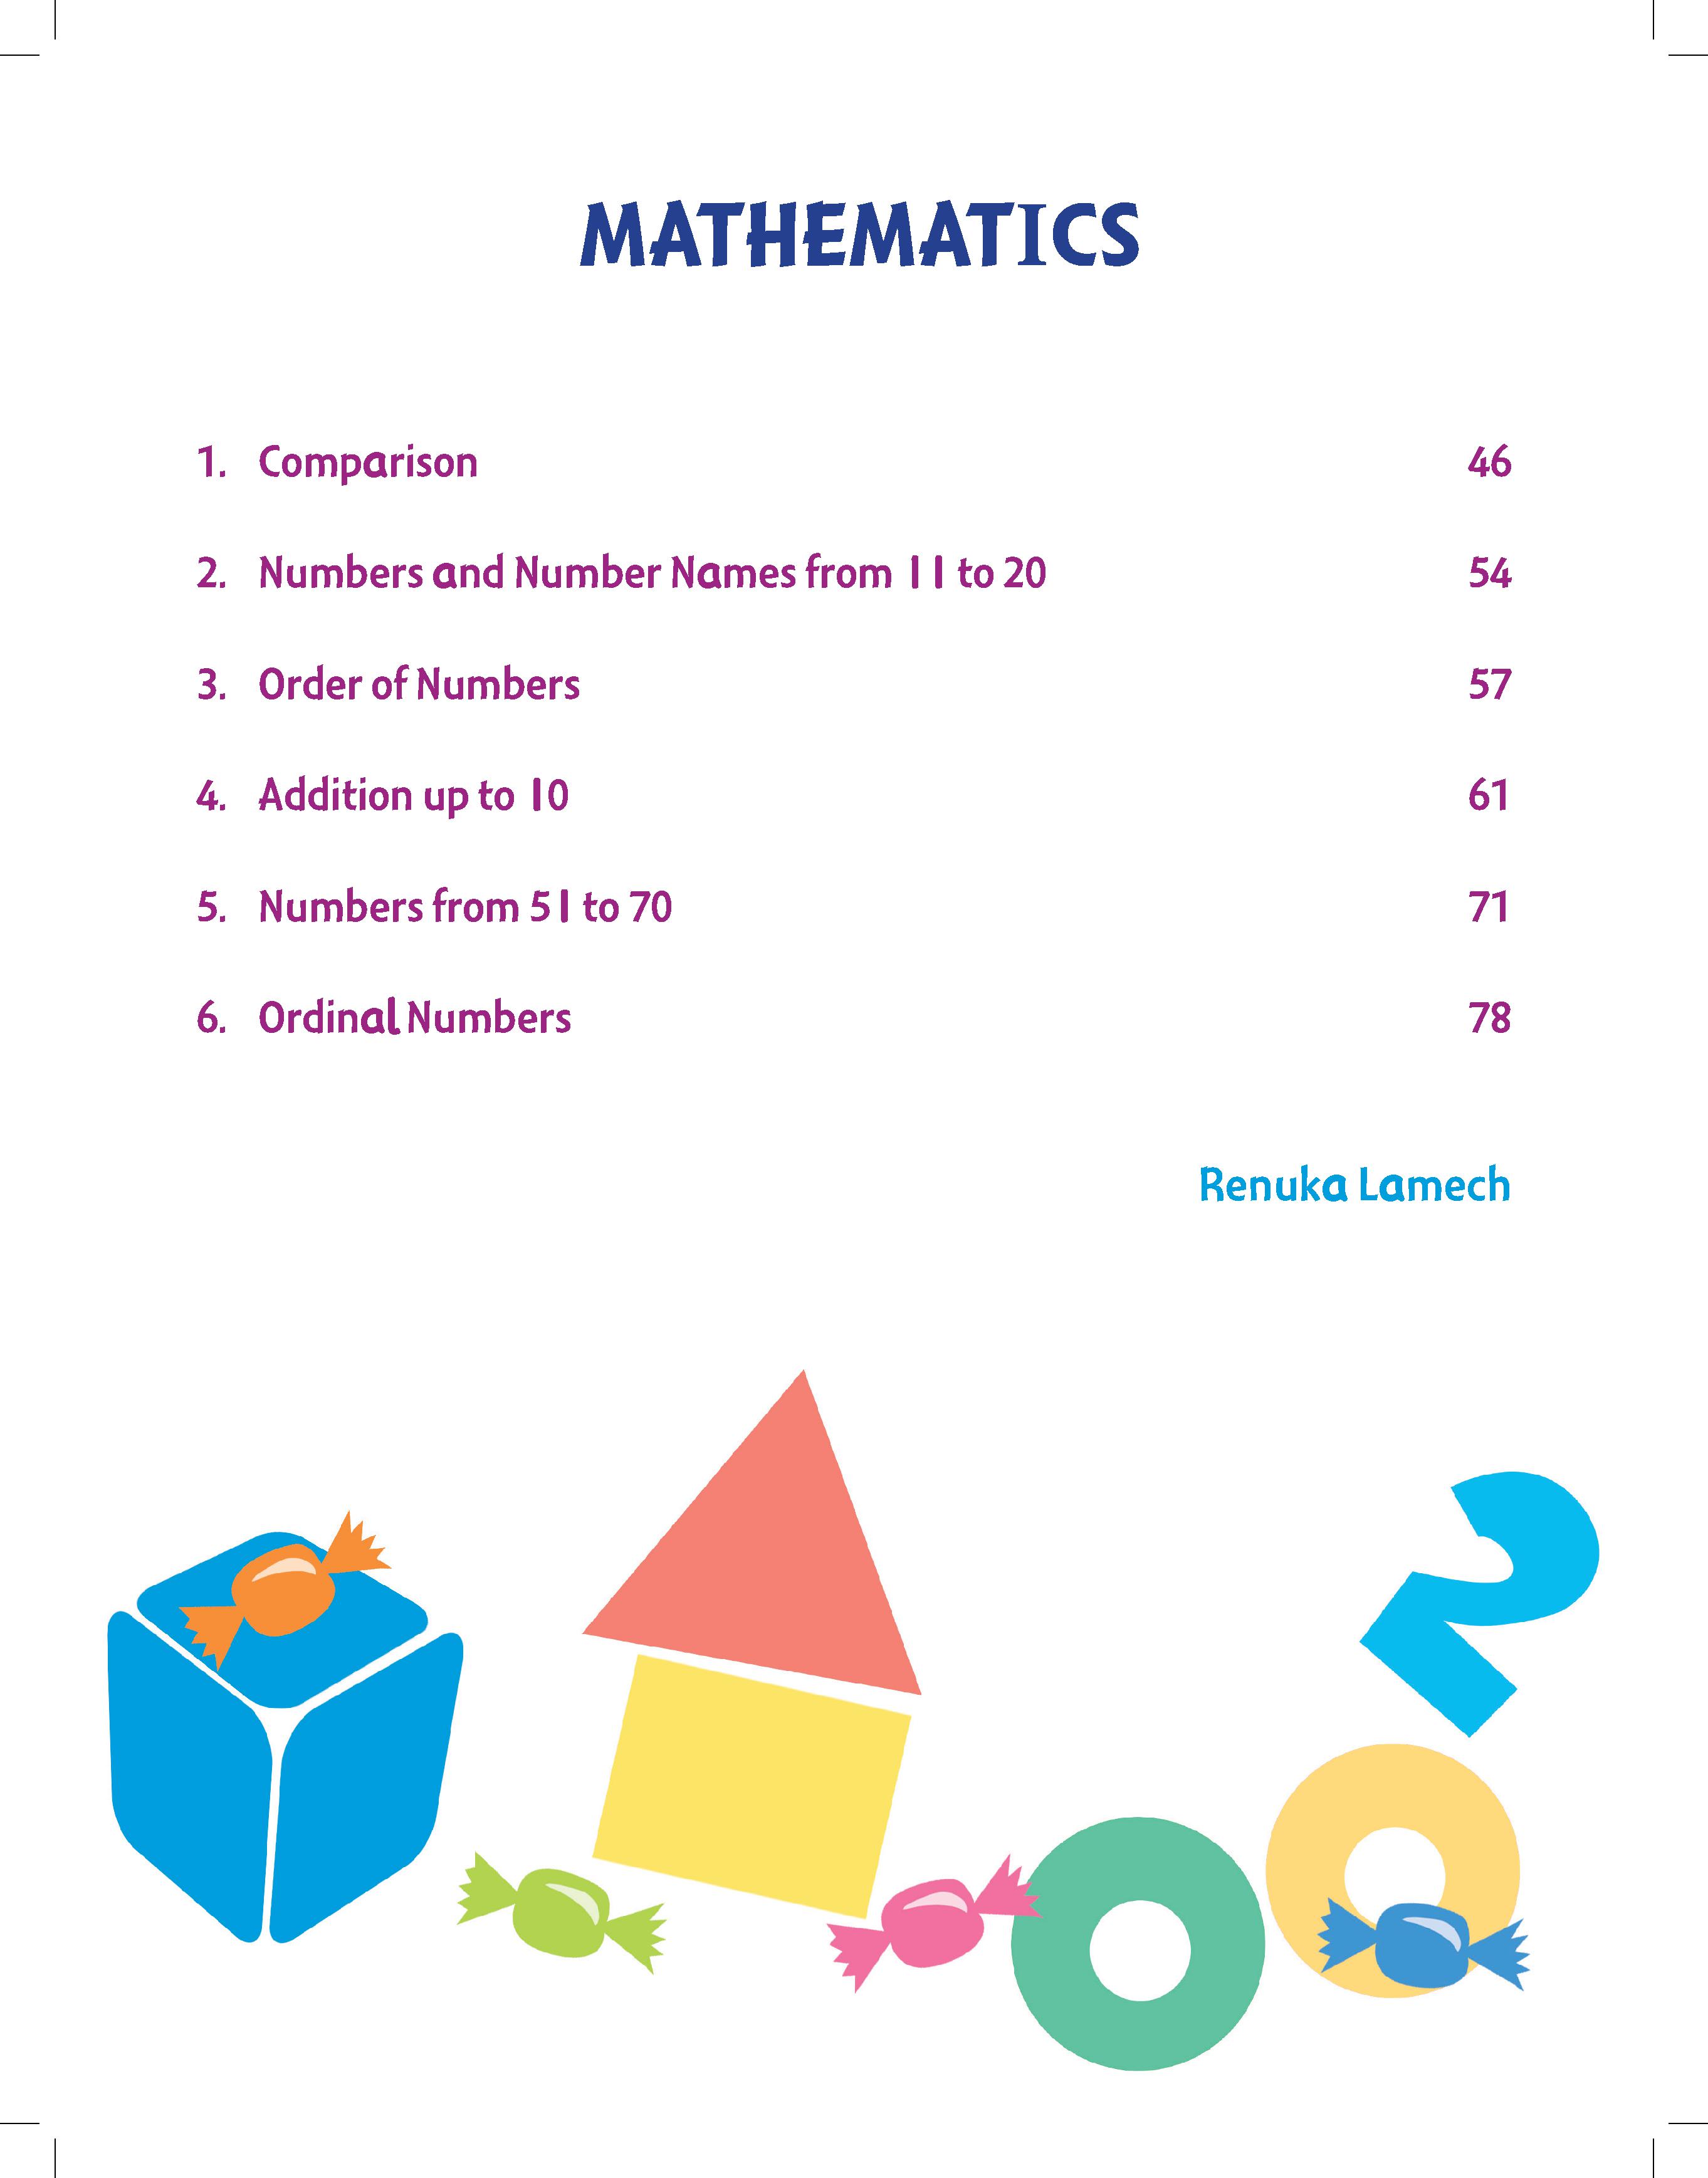 MATHEMATICS
1. Comparison 46
2. Numbers and Number Names from 11 to 20 54
3. Order of Numbers 57
4. Addition up to 10 61
5. Numbers from 51 to 70 71
6. Ordinal Numbers 78
Renuka Lamech
2